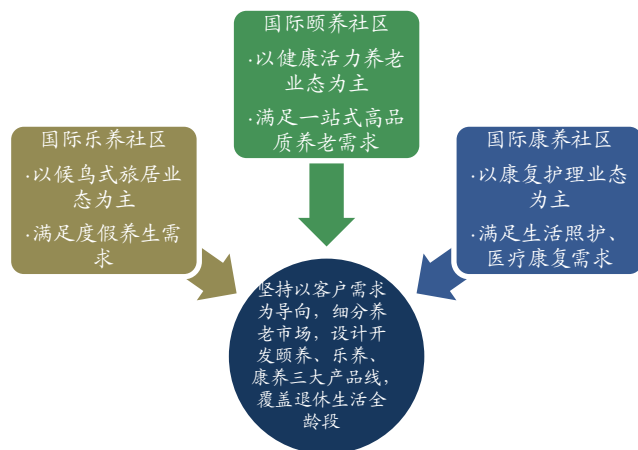 国际颐养社区
·以健康活力养老
业态为主
·满足一站式高品
质养老需求
国际乐养社区
·以候鸟式旅居业
态为主
·满足度假养生需
求
国际康养社区
·以康复护理业态
为主
·满足生活照护、
医疗康复需求
坚持以客户需求
为导向，细分养
老市场，设计开
发颐养、乐养、
康养三大产品线，
覆盖退休生活全
龄段